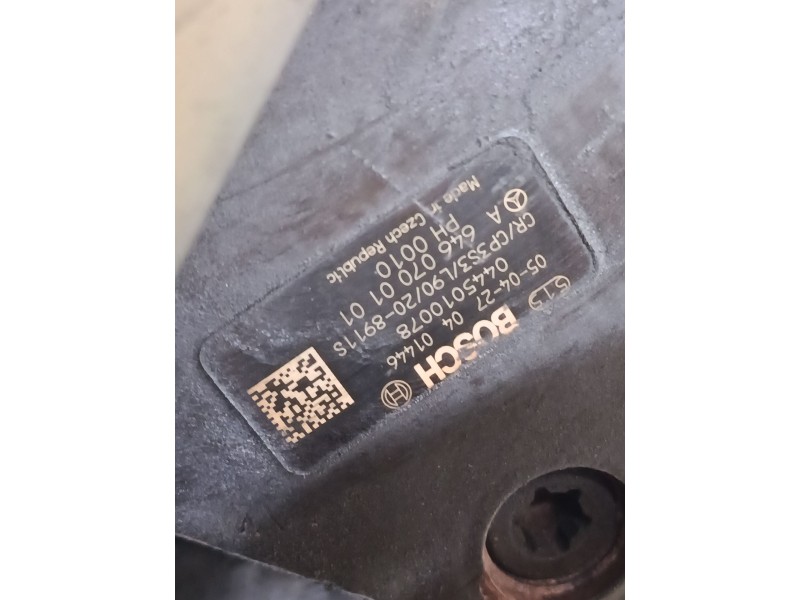 BOSCH
05-04-27 04 01446
0445010078
CR/CP3S3/L90/20-8911S
A 646 070 01 01
PH 0010
Made in Czech Republic